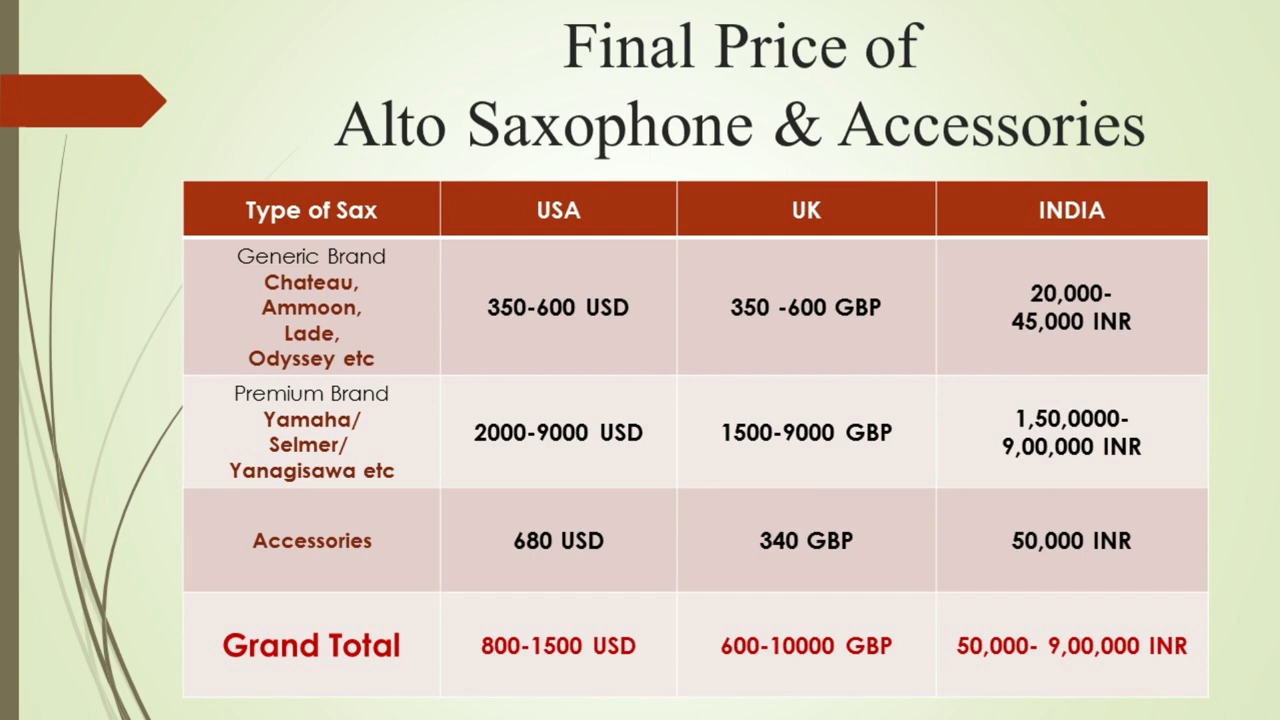 Final Price of
Alto Saxophone & Accessories
Type of Sax
USA
UK
INDIA
Generic Brand
Chateau,
Ammoon,
Lade,
Odyssey etc
350-600 USD
350 -600 GBP
20,000-
45,000 INR
Premium Brand
Yamaha/
Selmer/
Yanagisawa etc
2000-9000 USD
1500-9000 GBP
1,50,0000-
9,00,000 INR
Accessories
680 USD
340 GBP
50,000 INR
Grand Total
800-1500 USD
600-10000 GBP
50,000- 9,00,000 INR